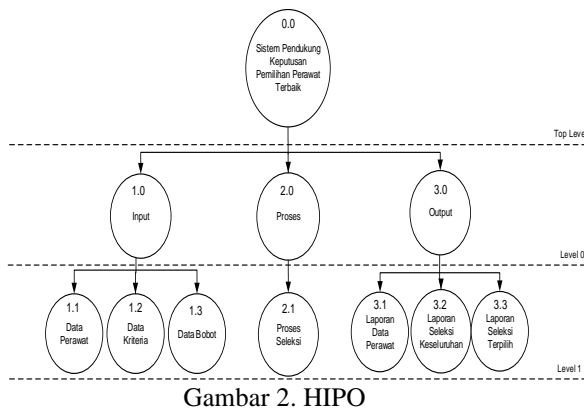 0.0
Sistem Pendukung
Keputusan
Pemilihan Perawat
Terbaik
Top Level
1.0
Input
2.0
Proses
3.0
Output
Level 0
1.1
Data
Perawat
1.2
Data
Kriteria
1.3
Data Bobot
2.1
Proses
Seleksi
3.1
Laporan
Data
Perawat
3.2
Laporan
Seleksi
Keseluruhan
3.3
Laporan
Seleksi
Terpilih
Level 1
Gambar 2. HIPO